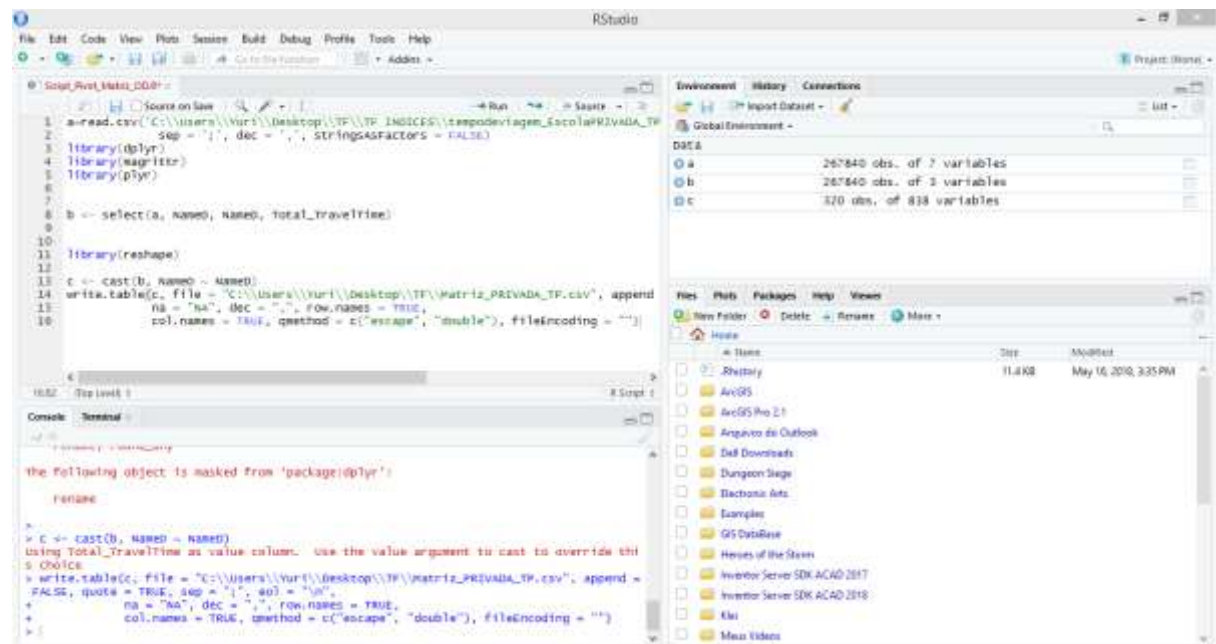 RStudio
File Edit Code View Plots Session Build Debug Profile Tools Help
Go to file/function Addins
Project: (None)
Script_Pivot_Matriz_OD.R*
Source on Save Run Source
1 a=read.csv('C:\\Users\\Yuri\\Desktop\\TF\\TF INDICES\\tempodeviagem_EscolaPRIVADA_TP
2 sep = ';', dec = ',', stringsAsFactors = FALSE)
3 library(dplyr)
4 library(magrittr)
5 library(plyr)
6
7
8 b <- select(a, NameO, NameD, Total_TravelTime)
9
10
11 library(reshape)
12
13 c <- cast(b, NameO ~ NameD)
14 write.table(c, file = "C:\\Users\\Yuri\\Desktop\\TF\\Matriz_PRIVADA_TP.csv", append
15 na = "NA", dec = ",", row.names = TRUE,
16 col.names = TRUE, qmethod = c("escape", "double"), fileEncoding = "")
16:82 (Top Level) R Script
Console Terminal
The following object is masked from 'package:dplyr':
rename
>
> c <- cast(b, NameO ~ NameD)
Using Total_TravelTime as value column. Use the value argument to cast to override thi
s choice
> write.table(c, file = "C:\\Users\\Yuri\\Desktop\\TF\\Matriz_PRIVADA_TP.csv", append =
FALSE, quote = TRUE, sep = ";", eol = "\n",
+ na = "NA", dec = ",", row.names = TRUE,
+ col.names = TRUE, qmethod = c("escape", "double"), fileEncoding = "")
>
Environment History Connections
Import Dataset List
Global Environment
Data
a 267840 obs. of 7 variables
b 267840 obs. of 3 variables
c 320 obs. of 838 variables
Files Plots Packages Help Viewer
New Folder Delete Rename More
Home
Name Size Modified
.Rhistory 11.4 KB May 16, 2018, 3:35 PM
ArcGIS
ArcGIS Pro 2.1
Arquivos do Outlook
Dell Downloads
Dungeon Siege
Electronic Arts
Examples
GIS DataBase
Heroes of the Storm
Inventor Server SDK ACAD 2017
Inventor Server SDK ACAD 2018
Klei
Meus Vídeos